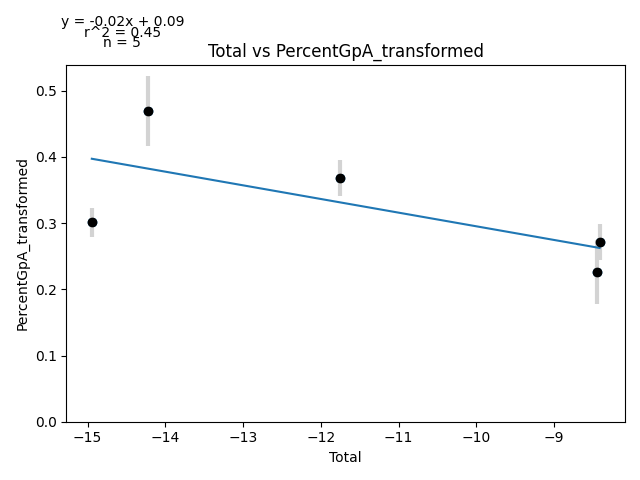 y = -0.02x + 0.09
r^2 = 0.45
n = 5
Total vs PercentGpA_transformed
PercentGpA_transformed
0.5
0.4
0.3
0.2
0.1
0.0
−15
−14
−13
−12
−11
−10
−9
Total